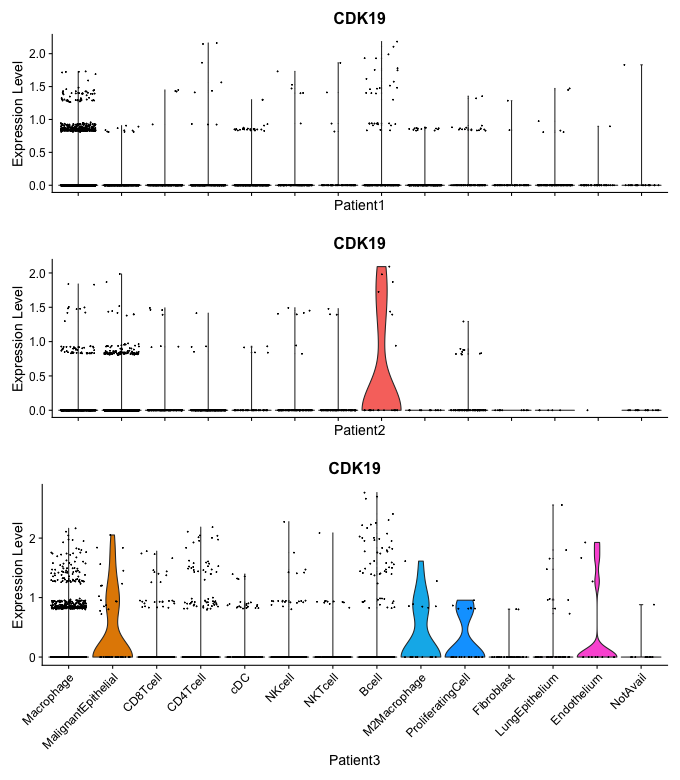 CDK19
Expression Level
2.0
1.5
1.0
0.5
0.0
Patient1
CDK19
Expression Level
2.0
1.5
1.0
0.5
0.0
Patient2
CDK19
Expression Level
2
1
0
Macrophage
MalignantEpithelial
CD8Tcell
CD4Tcell
cDC
NKcell
NKTcell
Bcell
M2Macrophage
ProliferatingCell
Fibroblast
LungEpithelium
Endothelium
NotAvail
Patient3